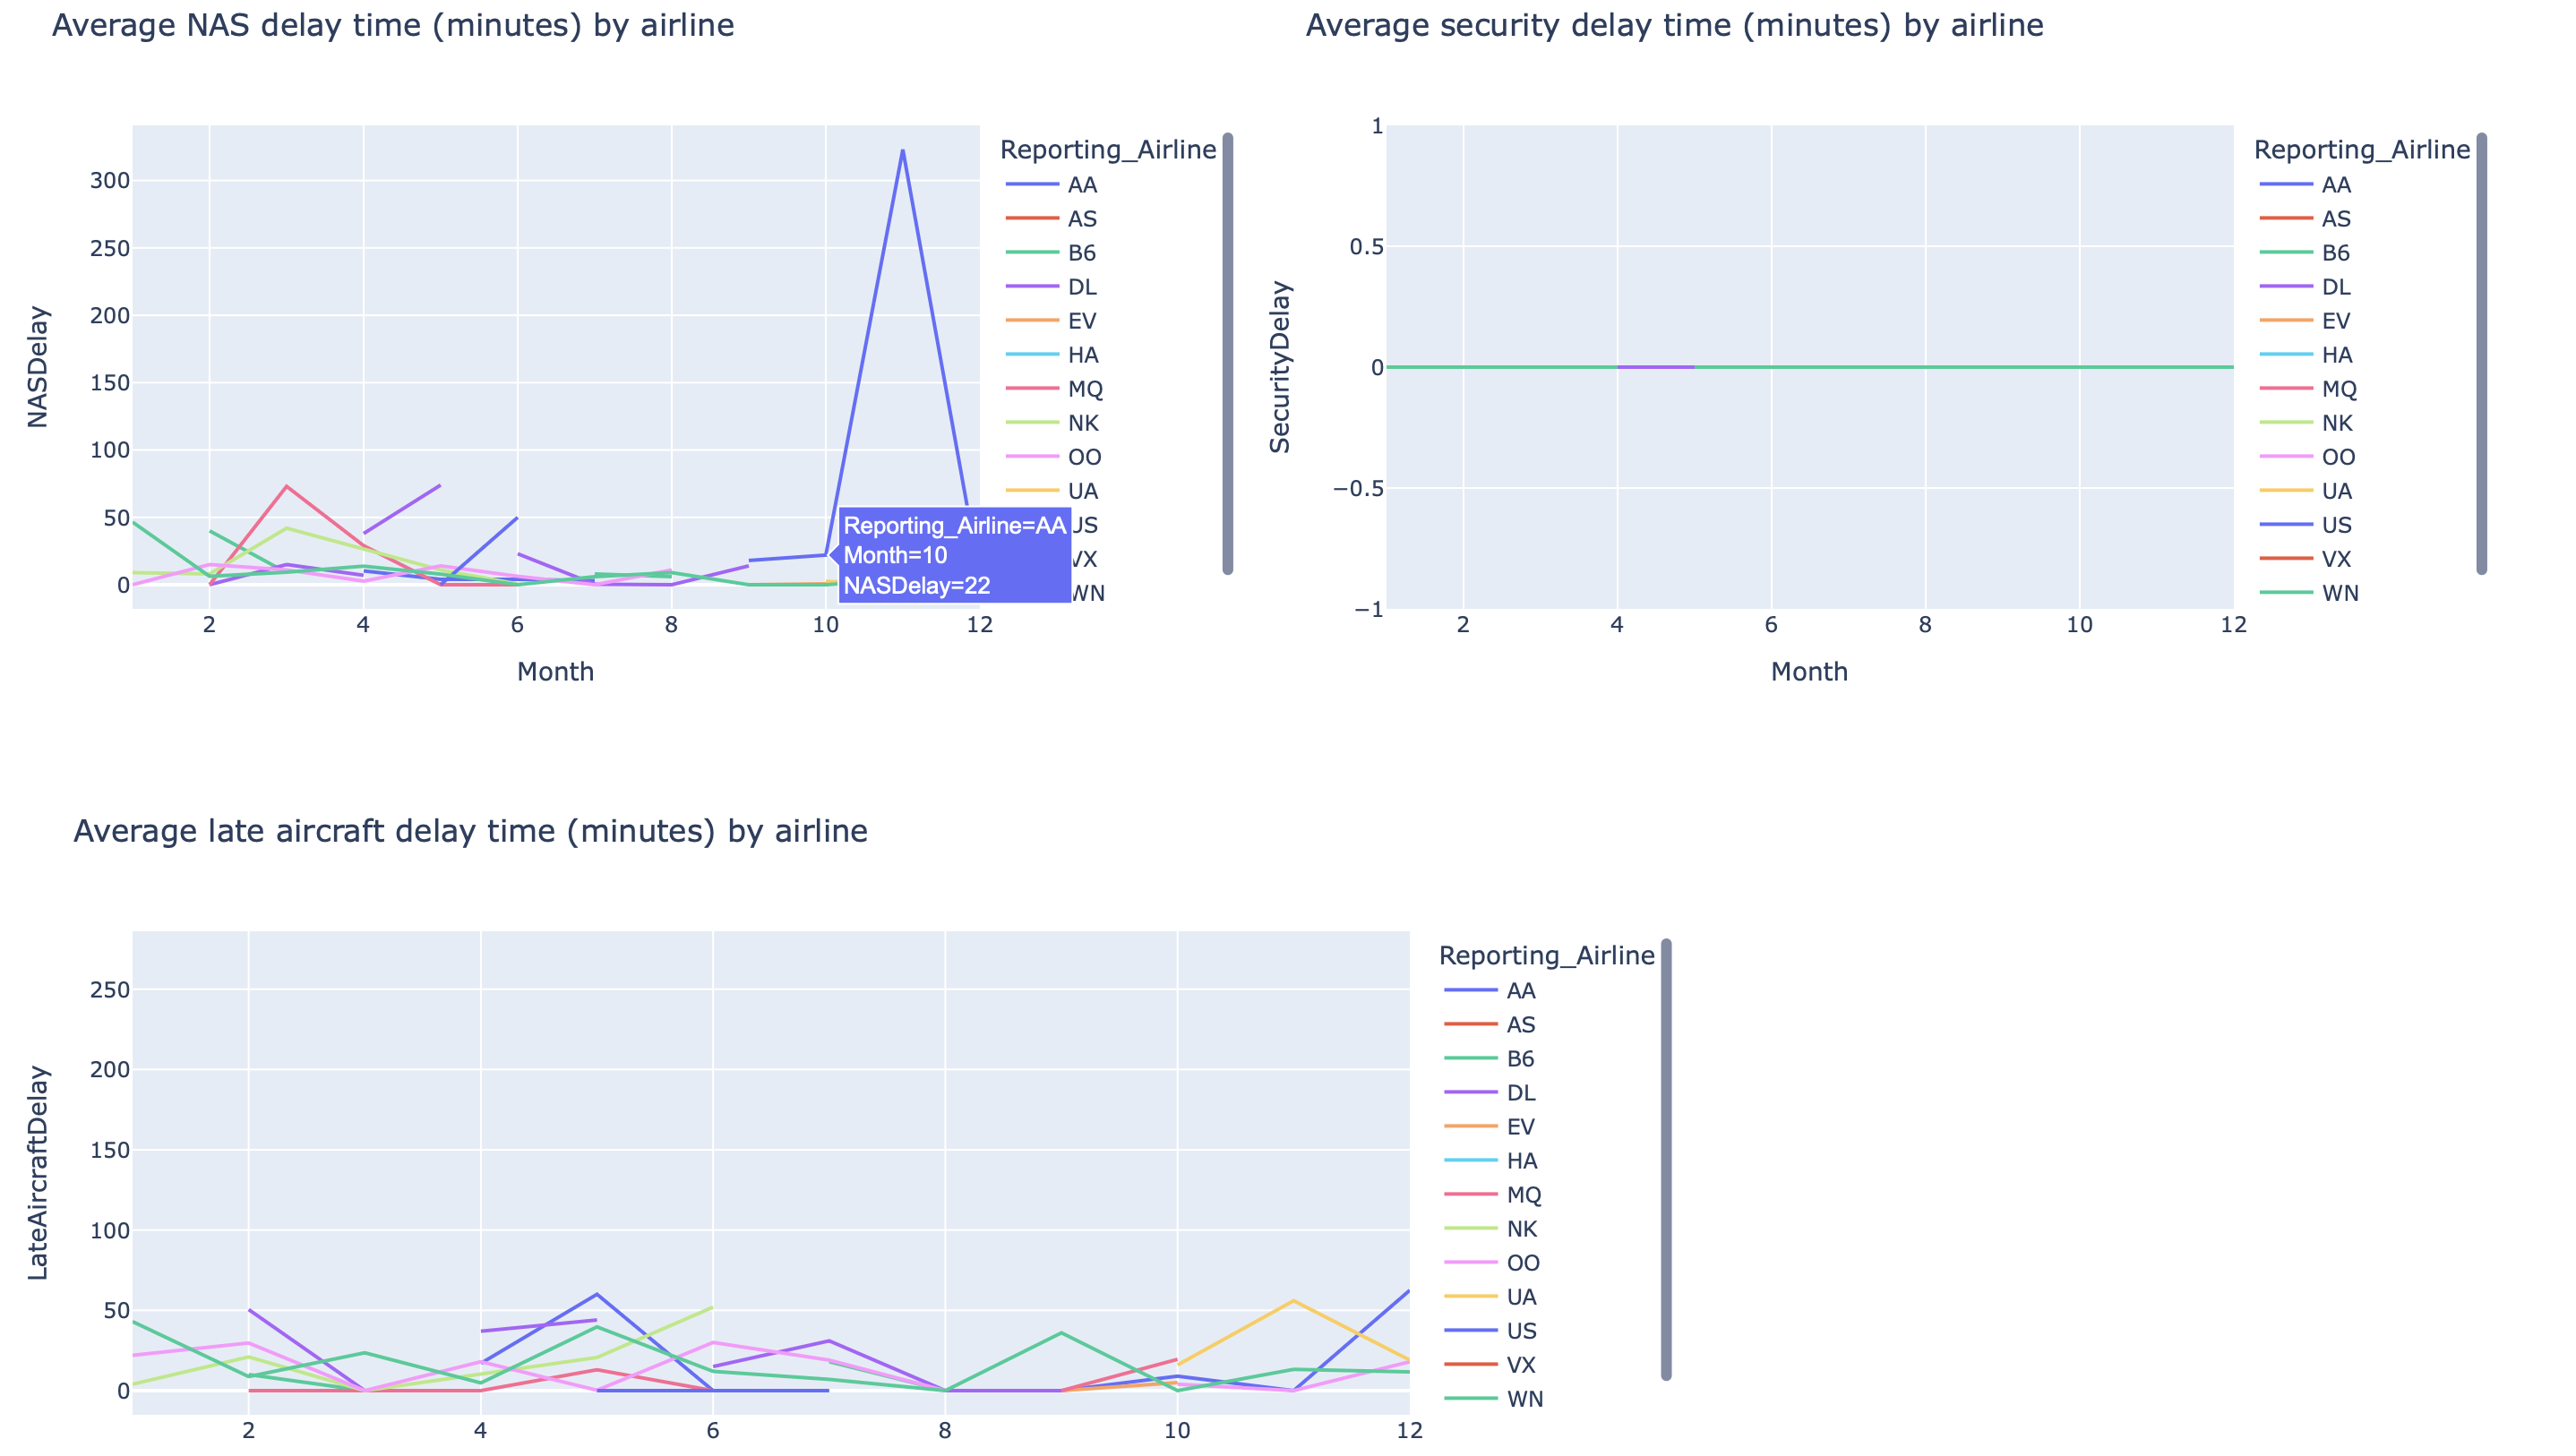 Average NAS delay time (minutes) by airline
NASDelay
300
250
200
150
100
50
0
2 4 6 8 10 12
Month
Reporting_Airline
AA
AS
B6
DL
EV
HA
MQ
NK
OO
UA
US
VX
WN
Reporting_Airline=AA
Month=10
NASDelay=22
Average security delay time (minutes) by airline
SecurityDelay
1
0.5
0
−0.5
−1
2 4 6 8 10 12
Month
Reporting_Airline
AA
AS
B6
DL
EV
HA
MQ
NK
OO
UA
US
VX
WN
Average late aircraft delay time (minutes) by airline
LateAircraftDelay
250
200
150
100
50
0
2 4 6 8 10 12
Reporting_Airline
AA
AS
B6
DL
EV
HA
MQ
NK
OO
UA
US
VX
WN